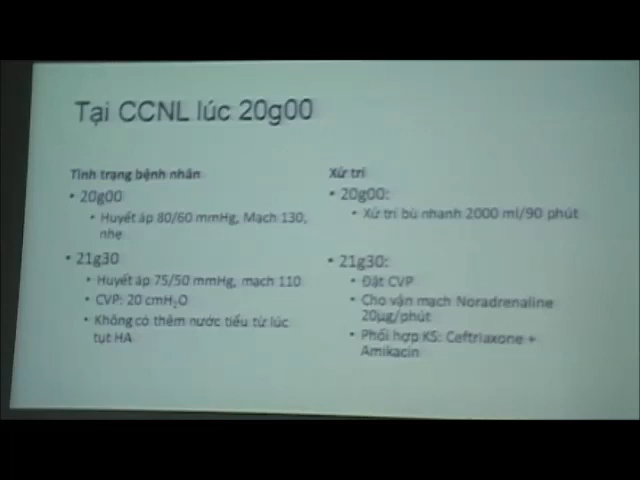 Tại CCNL lúc 20g00
Tình trạng bệnh nhân
• 20g00
• Huyết áp 80/60 mmHg, Mạch 130,
nhẹ
• 21g30
• Huyết áp 75/50 mmHg, mạch 110
• CVP: 20 cmH₂O
• Không có thêm nước tiểu từ lúc
tụt HA
Xử trí
• 20g00:
• Xử trí bù nhanh 2000 ml/90 phút
• 21g30:
• Đặt CVP
• Cho vận mạch Noradrenaline
20µg/phút
• Phối hợp KS: Ceftriaxone +
Amikacin